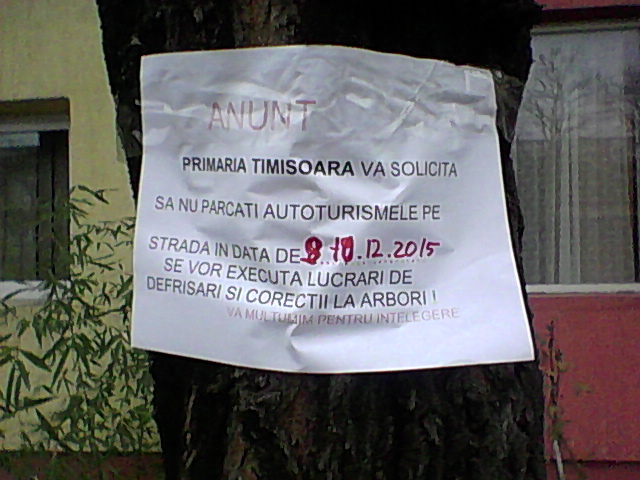 ANUNT
PRIMARIA TIMISOARA VA SOLICITA
SA NU PARCATI AUTOTURISMELE PE
STRADA IN DATA DE 8-10.12.2015
SE VOR EXECUTA LUCRARI DE
DEFRISARI SI CORECTII LA ARBORI !
VA MULTUMIM PENTRU INTELEGERE